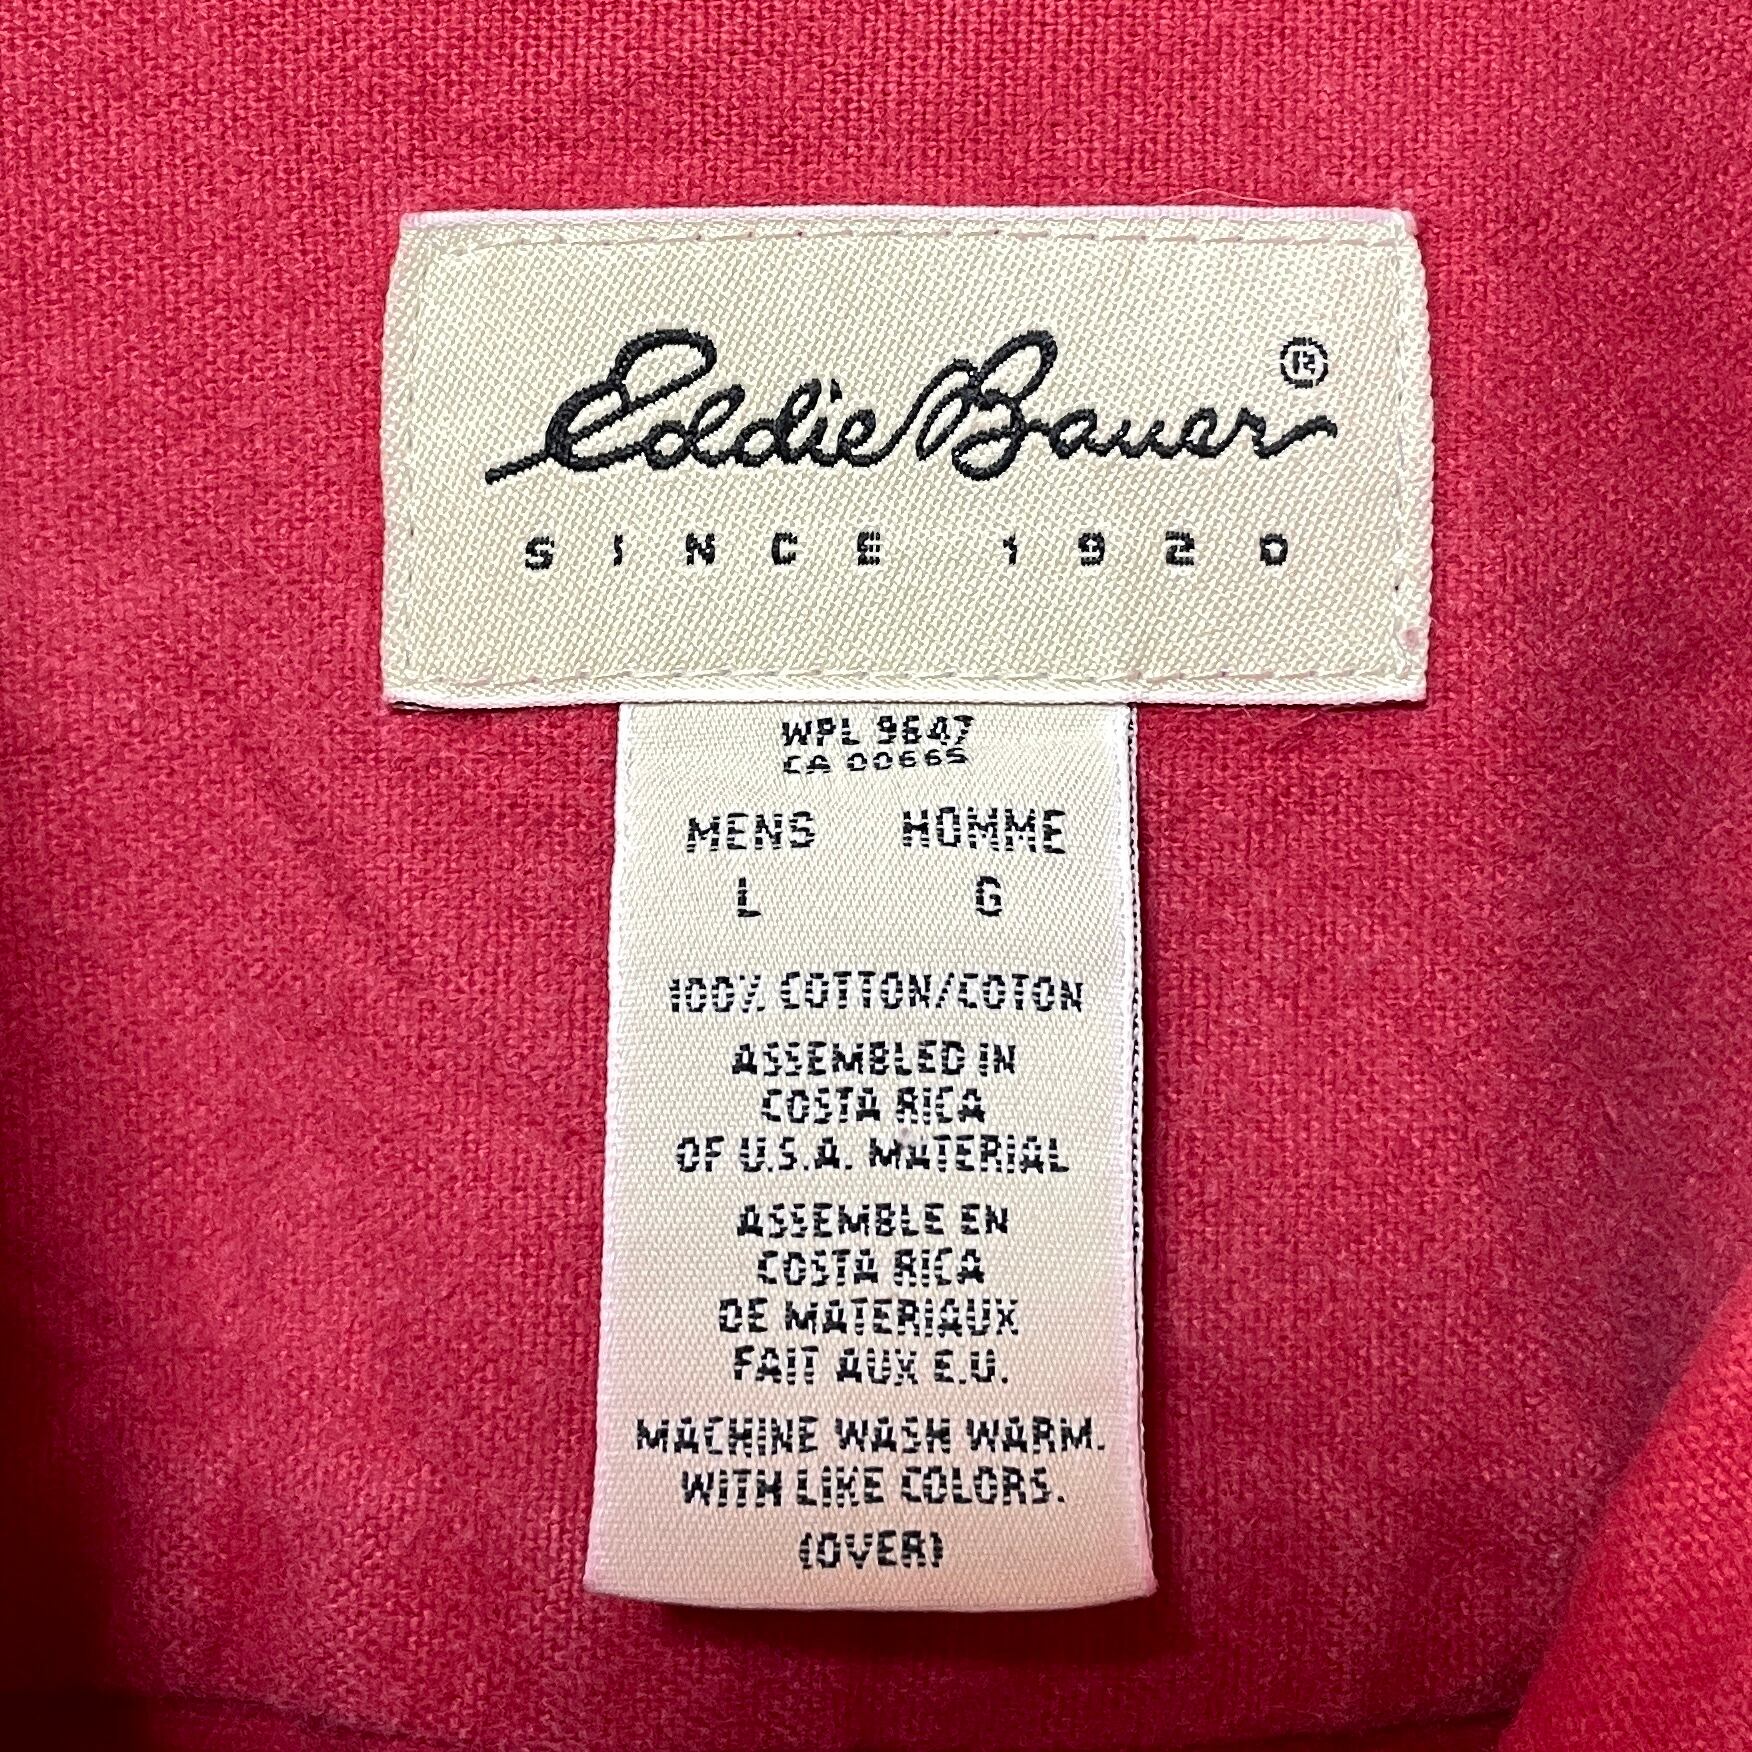 Eddie Bauer ®
SINCE 1920
WPL 9647
CA 00665
MENS HOMME
L G
100% COTTON/COTON
ASSEMBLED IN
COSTA RICA
OF U.S.A. MATERIAL
ASSEMBLE EN
COSTA RICA
DE MATERIAUX
FAIT AUX E.U.
MACHINE WASH WARM.
WITH LIKE COLORS.
(OVER)